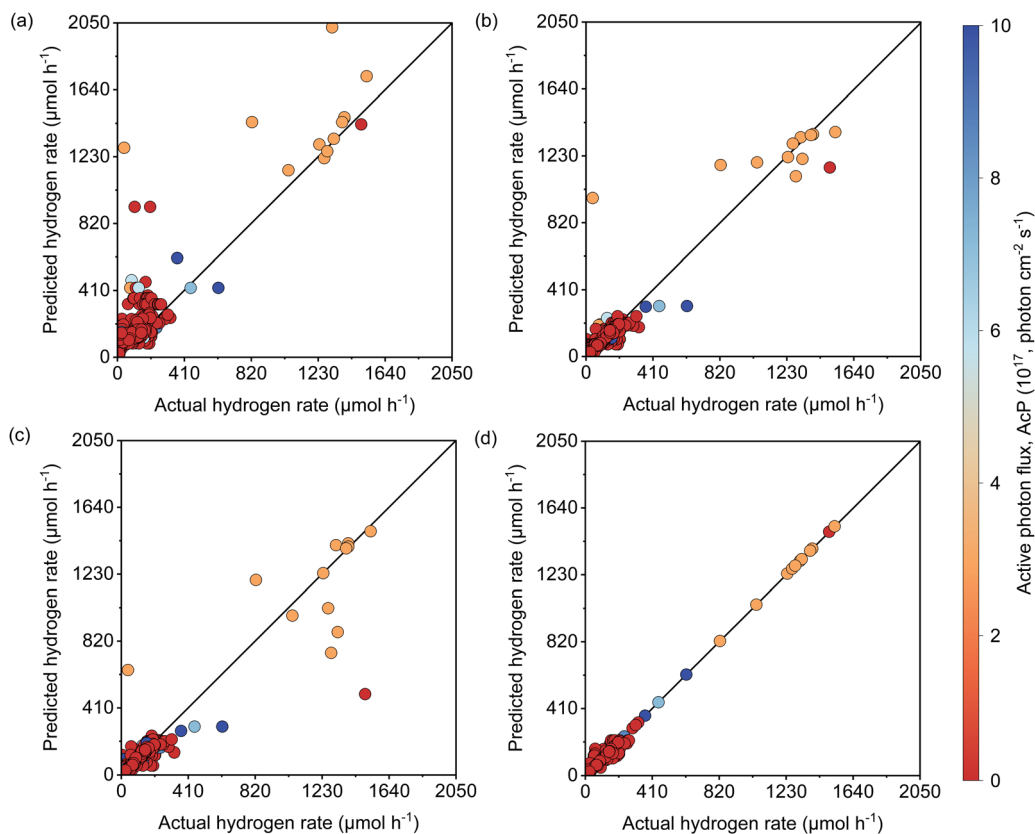 (a)
2050
1640
1230
820
410
0
Predicted hydrogen rate (μmol h⁻¹)
0 410 820 1230 1640 2050
Actual hydrogen rate (μmol h⁻¹)
(b)
2050
1640
1230
820
410
0
Predicted hydrogen rate (μmol h⁻¹)
0 410 820 1230 1640 2050
Actual hydrogen rate (μmol h⁻¹)
(c)
2050
1640
1230
820
410
0
Predicted hydrogen rate (μmol h⁻¹)
0 410 820 1230 1640 2050
Actual hydrogen rate (μmol h⁻¹)
(d)
2050
1640
1230
820
410
0
Predicted hydrogen rate (μmol h⁻¹)
0 410 820 1230 1640 2050
Actual hydrogen rate (μmol h⁻¹)
10
8
6
4
2
0
Active photon flux, AcP (10¹⁷, photon cm⁻² s⁻¹)